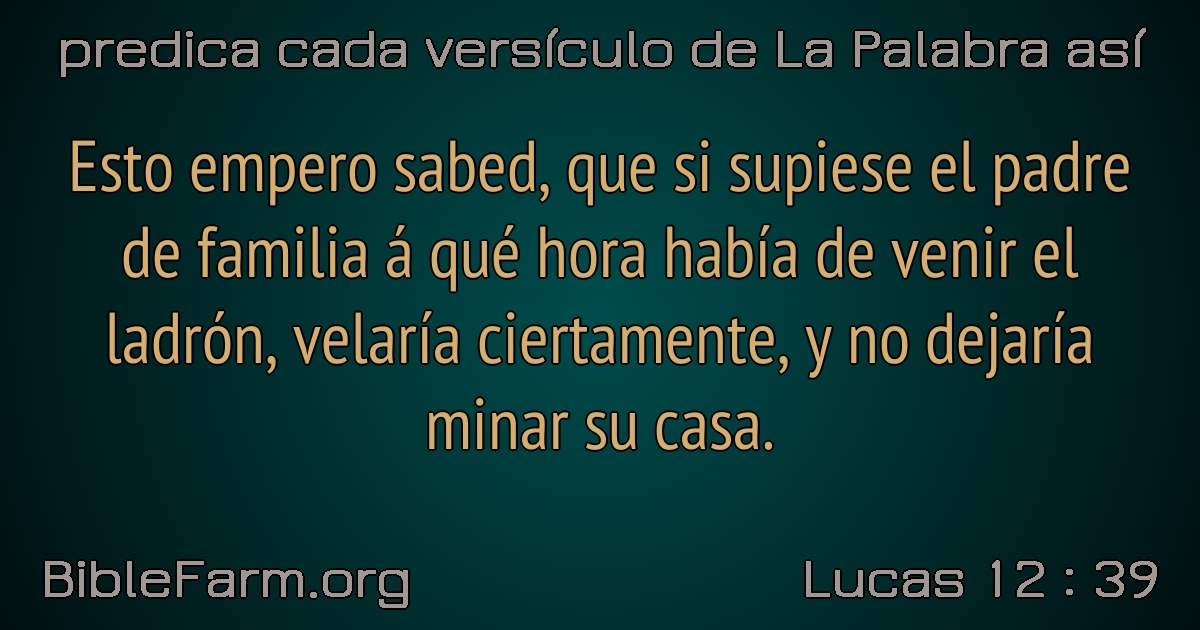 predica cada versículo de La Palabra así
Esto empero sabed, que si supiese el padre
de familia á qué hora había de venir el
ladrón, velaría ciertamente, y no dejaría
minar su casa.
BibleFarm.org
Lucas 12 : 39